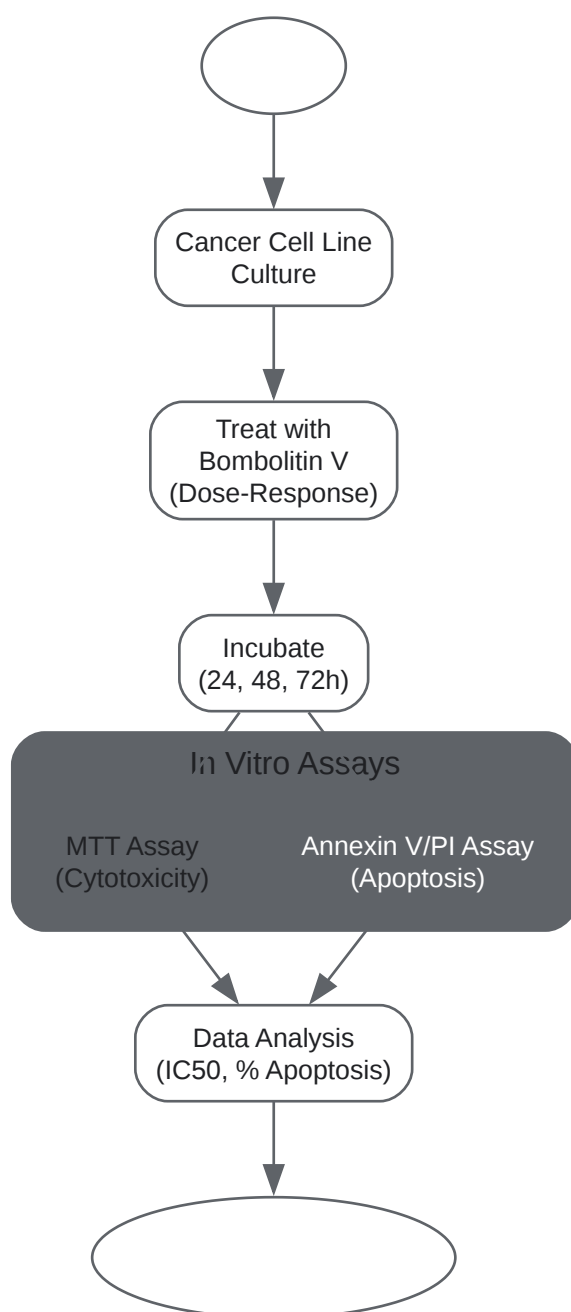 Cancer Cell Line
Culture
Treat with
Bombolitin V
(Dose-Response)
Incubate
(24, 48, 72h)
In Vitro Assays
MTT Assay
(Cytotoxicity)
Annexin V/PI Assay
(Apoptosis)
Data Analysis
(IC50, % Apoptosis)